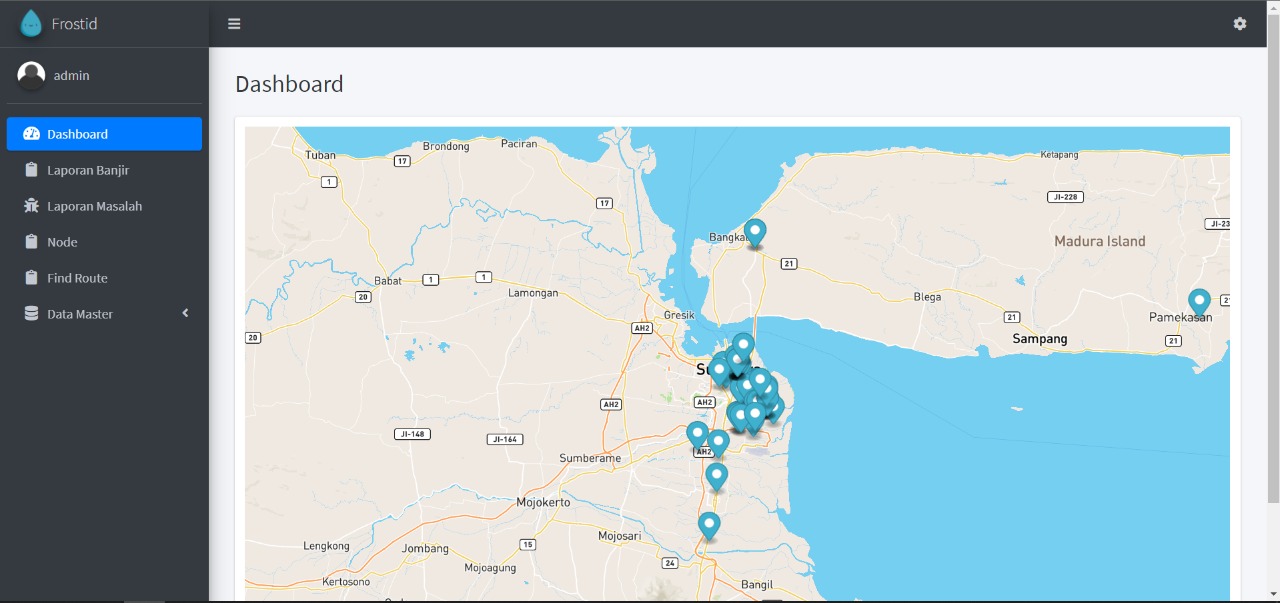 Frostid
admin
Dashboard
Laporan Banjir
Laporan Masalah
Node
Find Route
Data Master
Dashboard
Tuban
Brondong
Paciran
Ketapang
17
1
17
JI-228
JI-23
Bangka
Madura Island
21
Babat
1
1
20
Lamongan
Blega
Gresik
21
Pamekasan
AH2
20
Sampang
21
AH2
AH2
JI-148
JI-164
AH2
Sumberame
Mojokerto
Mojosari
Lengkong
Jombang
15
Mojoagung
24
Kertosono
Bangil